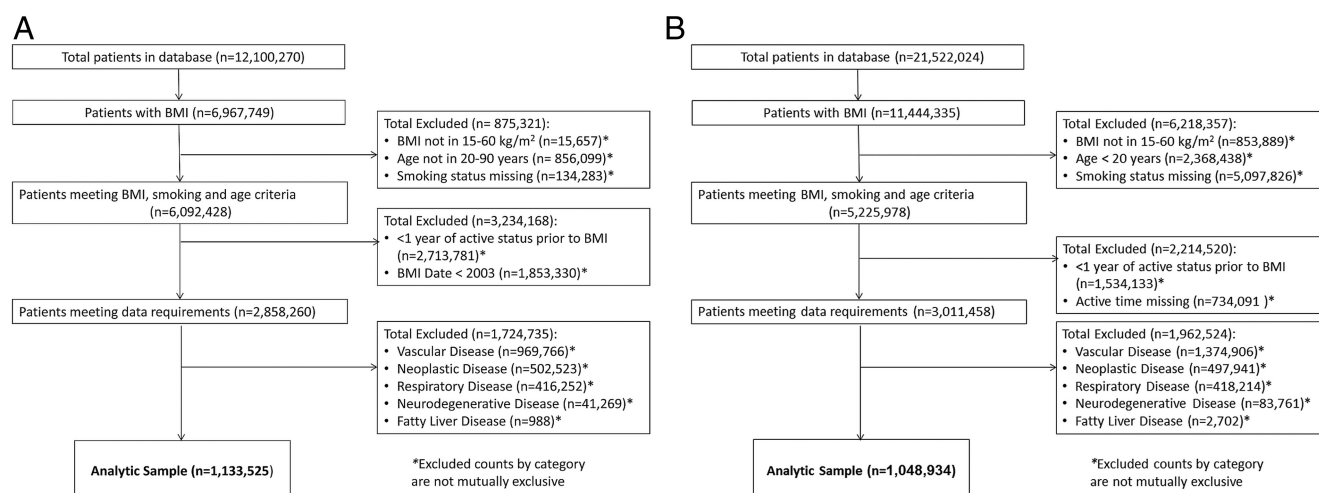 A
Total patients in database (n=12,100,270)
Patients with BMI (n=6,967,749)
Total Excluded (n= 875,321):
• BMI not in 15-60 kg/m² (n=15,657)*
• Age not in 20-90 years (n= 856,099)*
• Smoking status missing (n=134,283)*
Patients meeting BMI, smoking and age criteria
(n=6,092,428)
Total Excluded (n=3,234,168)
• <1 year of active status prior to BMI
(n=2,713,781)*
• BMI Date < 2003 (n=1,853,330)*
Patients meeting data requirements (n=2,858,260)
Total Excluded (n=1,724,735)
• Vascular Disease (n=969,766)*
• Neoplastic Disease (n=502,523)*
• Respiratory Disease (n=416,252)*
• Neurodegenerative Disease (n=41,269)*
• Fatty Liver Disease (n=988)*
Analytic Sample (n=1,133,525)
*Excluded counts by category
are not mutually exclusive
B
Total patients in database (n=21,522,024)
Patients with BMI (n=11,444,335)
Total Excluded (n=6,218,357):
• BMI not in 15-60 kg/m² (n=853,889)*
• Age < 20 years (n=2,368,438)*
• Smoking status missing (n=5,097,826)*
Patients meeting BMI, smoking and age criteria
(n=5,225,978)
Total Excluded (n=2,214,520):
• <1 year of active status prior to BMI
(n=1,534,133)*
• Active time missing (n=734,091 )*
Patients meeting data requirements (n=3,011,458)
Total Excluded (n=1,962,524):
• Vascular Disease (n=1,374,906)*
• Neoplastic Disease (n=497,941)*
• Respiratory Disease (n=418,214)*
• Neurodegenerative Disease (n=83,761)*
• Fatty Liver Disease (n=2,702)*
Analytic Sample (n=1,048,934)
*Excluded counts by category
are not mutually exclusive